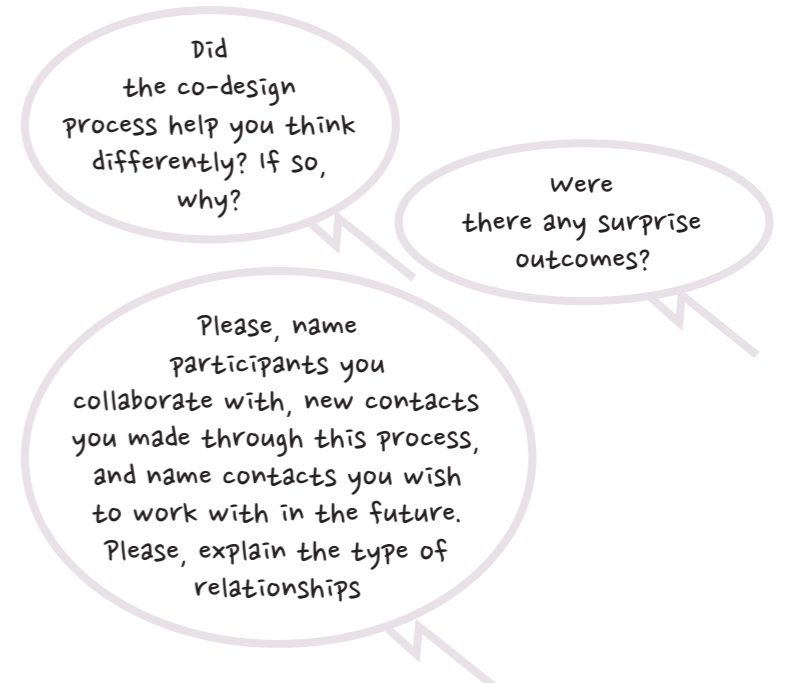 Did
the co-design
process help you think
differently? If so,
why?
Were
there any surprise
outcomes?
Please, name
participants you
collaborate with, new contacts
you made through this process,
and name contacts you wish
to work with in the future.
Please, explain the type of
relationships